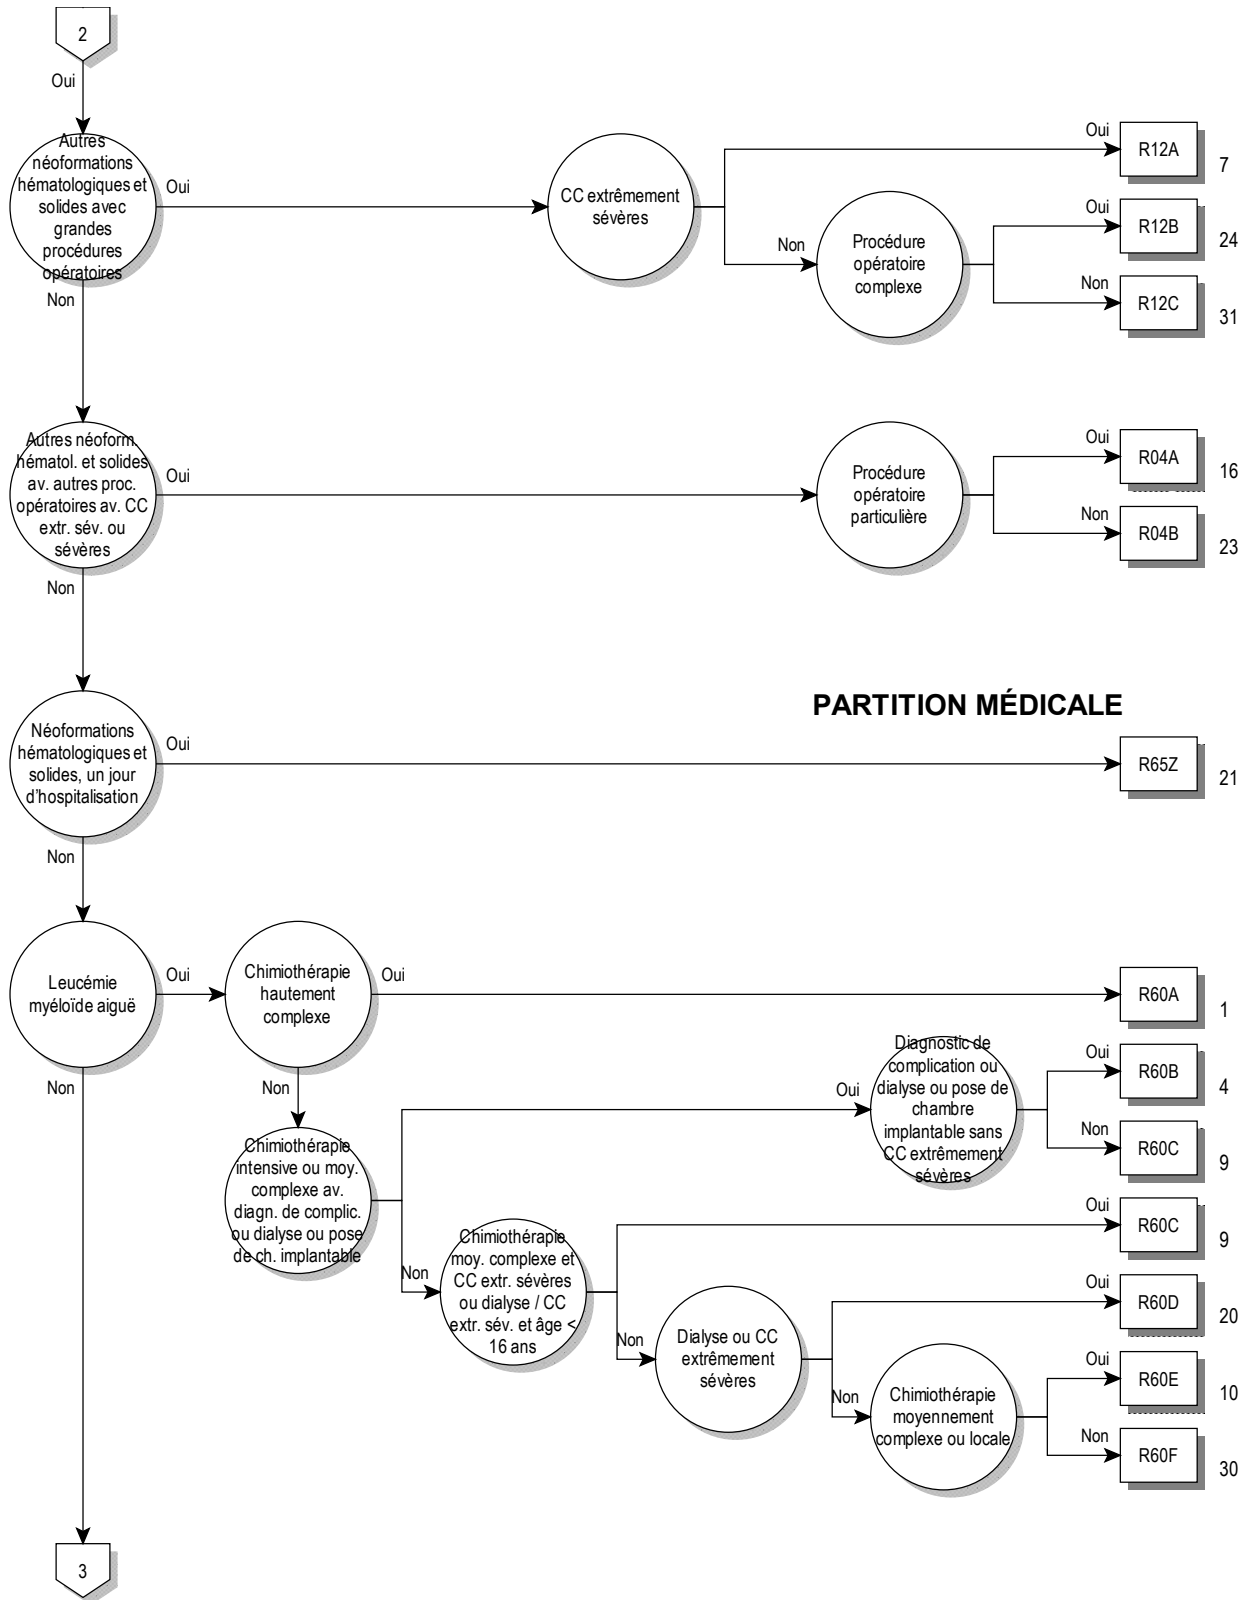 2
Oui
Autres
néoformations
hématologiques et
solides avec
grandes
procédures
opératoires
Oui
Non
CC extrêmement
sévères
Oui
R12A
7
Non
Procédure
opératoire
complexe
Oui
R12B
24
Non
R12C
31
Autres néoform.
hématol. et solides
av. autres proc.
opératoires av. CC
extr. sév. ou
sévères
Oui
Non
Procédure
opératoire
particulière
Oui
R04A
16
Non
R04B
23
PARTITION MÉDICALE
Néoformations
hématologiques et
solides, un jour
d'hospitalisation
Oui
Non
R65Z
21
Leucémie
myéloïde aiguë
Oui
Non
Chimiothérapie
hautement
complexe
Oui
Non
R60A
1
Chimiothérapie
intensive ou moy.
complexe av.
diagn. de complic.
ou dialyse ou pose
de ch. implantable
Oui
Non
Diagnostic de
complication ou
dialyse ou pose de
chambre
implantable sans
CC extrêmement
sévères
Oui
R60B
4
Non
R60C
9
Chimiothérapie
moy. complexe et
CC extr. sévères
ou dialyse / CC
extr. sév. et âge <
16 ans
Oui
R60C
9
Non
Dialyse ou CC
extrêmement
sévères
Oui
R60D
20
Non
Chimiothérapie
moyennement
complexe ou locale
Oui
R60E
10
Non
R60F
30
3